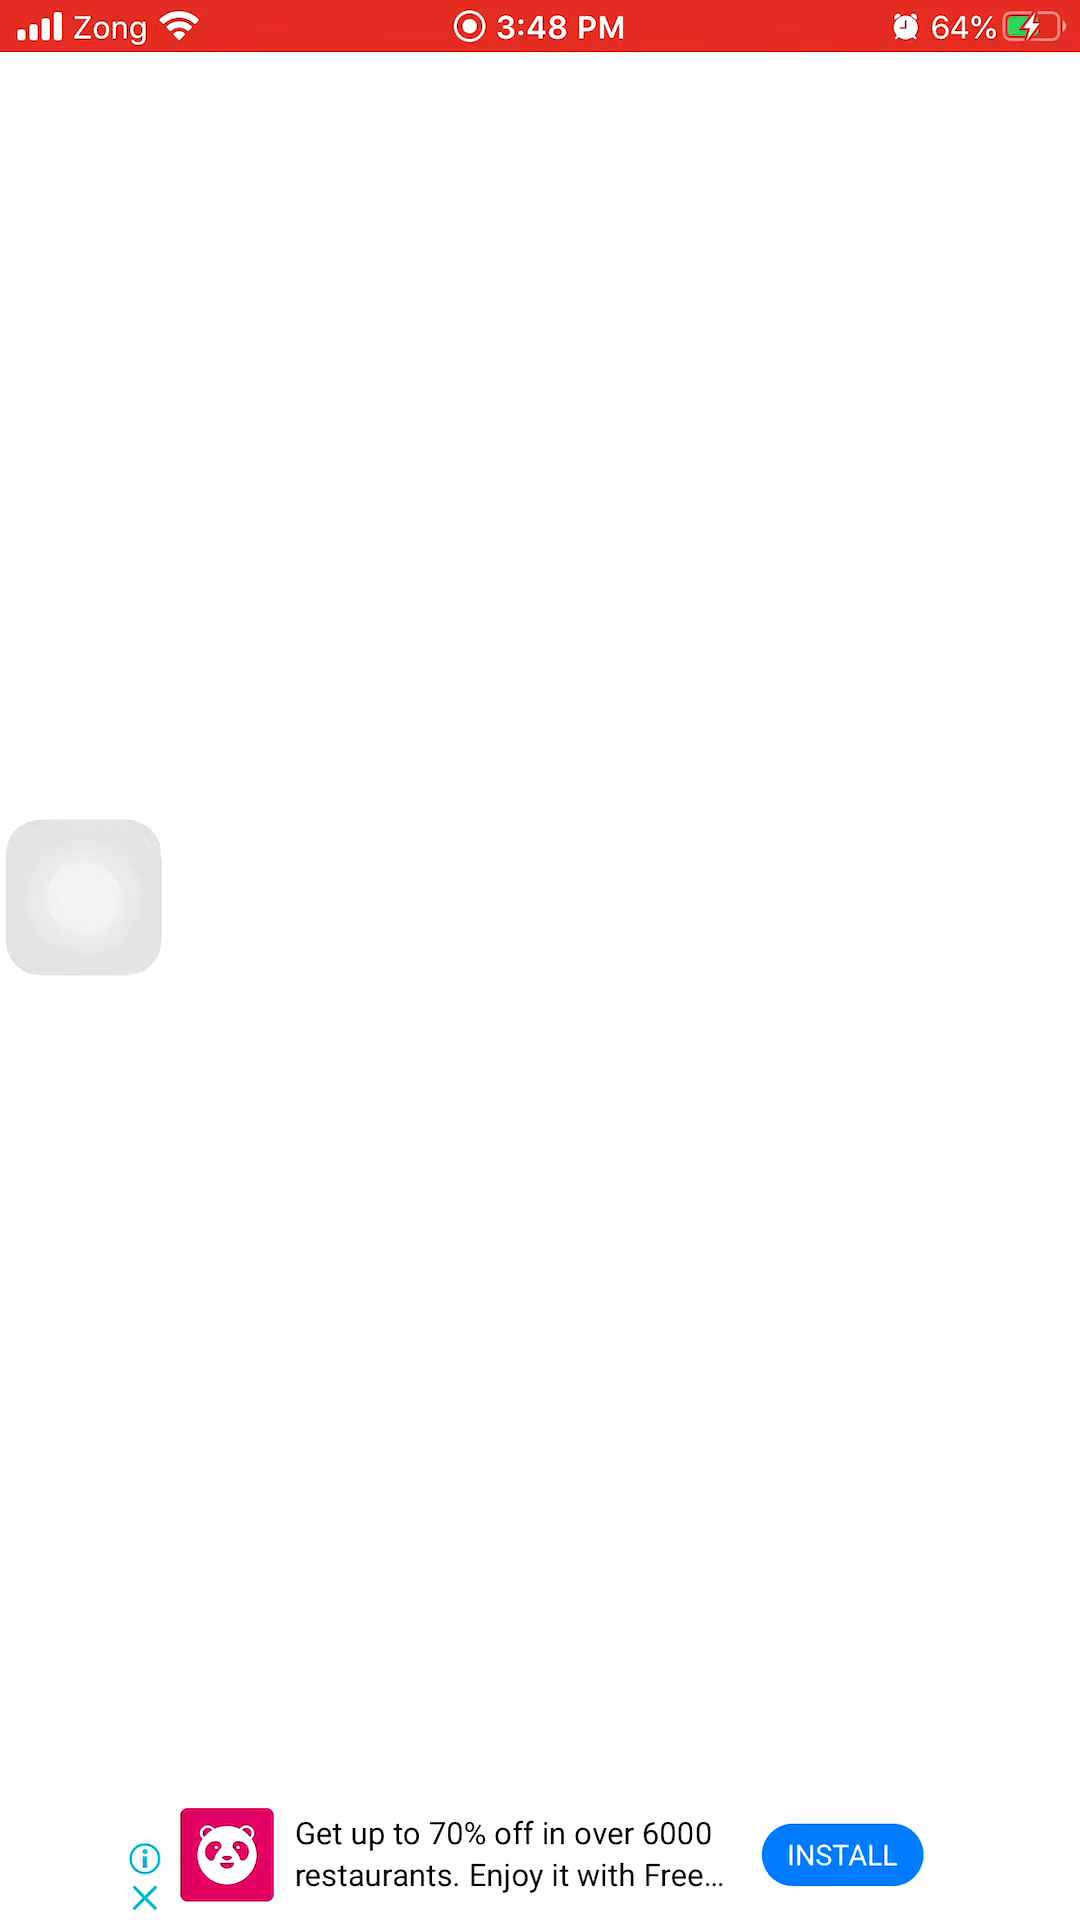 Zong 3:48 PM 64%
Get up to 70% off in over 6000
restaurants. Enjoy it with Free...
INSTALL